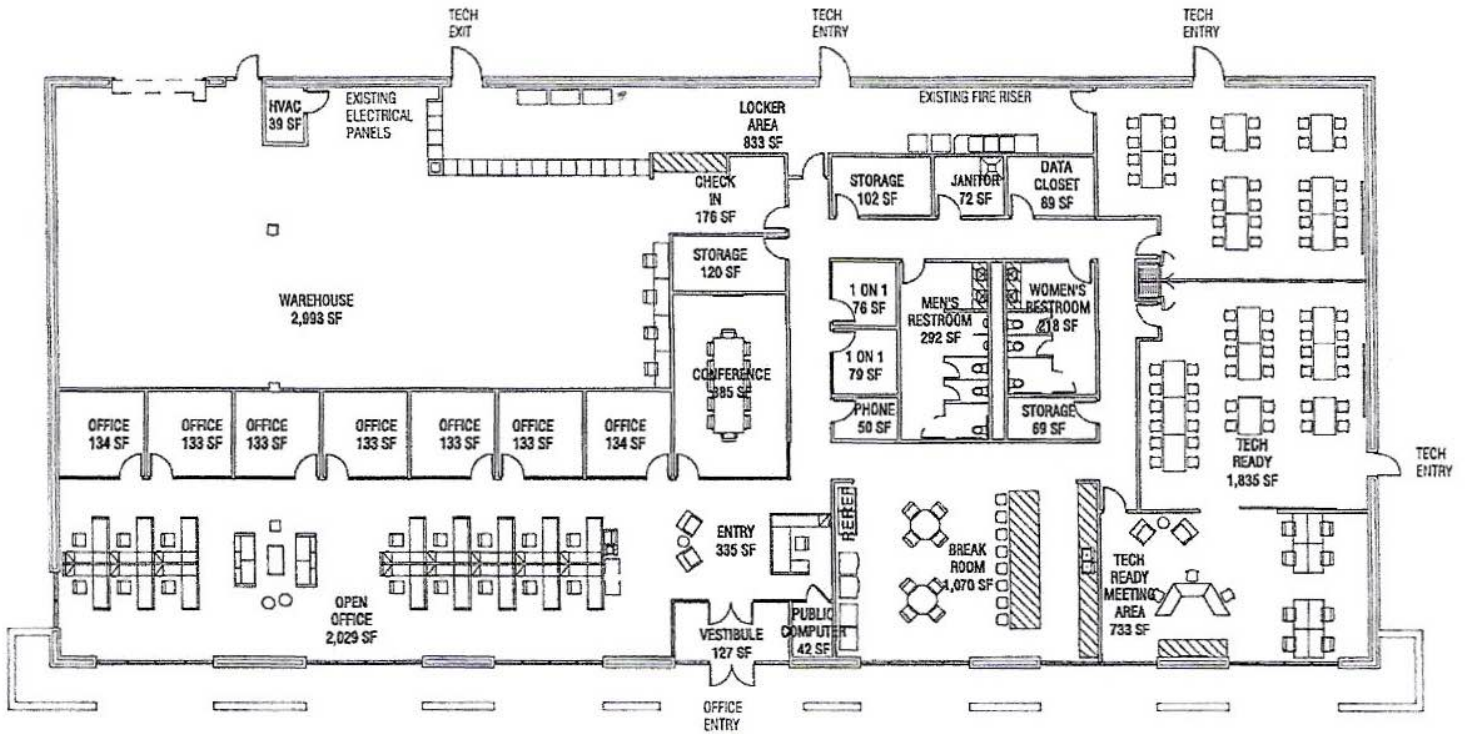 TECH
EXIT
TECH
ENTRY
TECH
ENTRY
HVAC
39 SF
EXISTING
ELECTRICAL
PANELS
LOCKER
AREA
833 SF
EXISTING FIRE RISER
CHECK
IN
176 SF
STORAGE
102 SF
JANITOR
72 SF
DATA
CLOSET
89 SF
STORAGE
120 SF
WAREHOUSE
2,993 SF
1 ON 1
76 SF
MEN'S
RESTROOM
292 SF
WOMEN'S
RESTROOM
218 SF
CONFERENCE
385 SF
1 ON 1
79 SF
PHONE
50 SF
STORAGE
69 SF
OFFICE
134 SF
OFFICE
133 SF
OFFICE
133 SF
OFFICE
133 SF
OFFICE
133 SF
OFFICE
133 SF
OFFICE
134 SF
TECH
READY
1,835 SF
TECH
ENTRY
ENTRY
335 SF
REF
REF
BREAK
ROOM
1,070 SF
TECH
READY
MEETING
AREA
733 SF
OPEN
OFFICE
2,029 SF
VESTIBULE
127 SF
PUBLIC
COMPUTER
42 SF
OFFICE
ENTRY